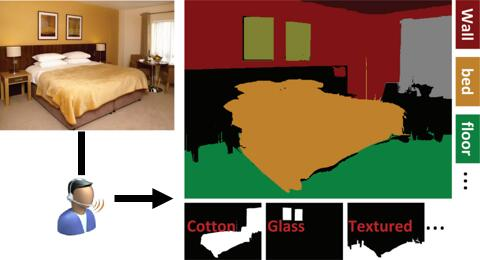 Wall
bed
floor
...
Cotton
Glass
Textured
...